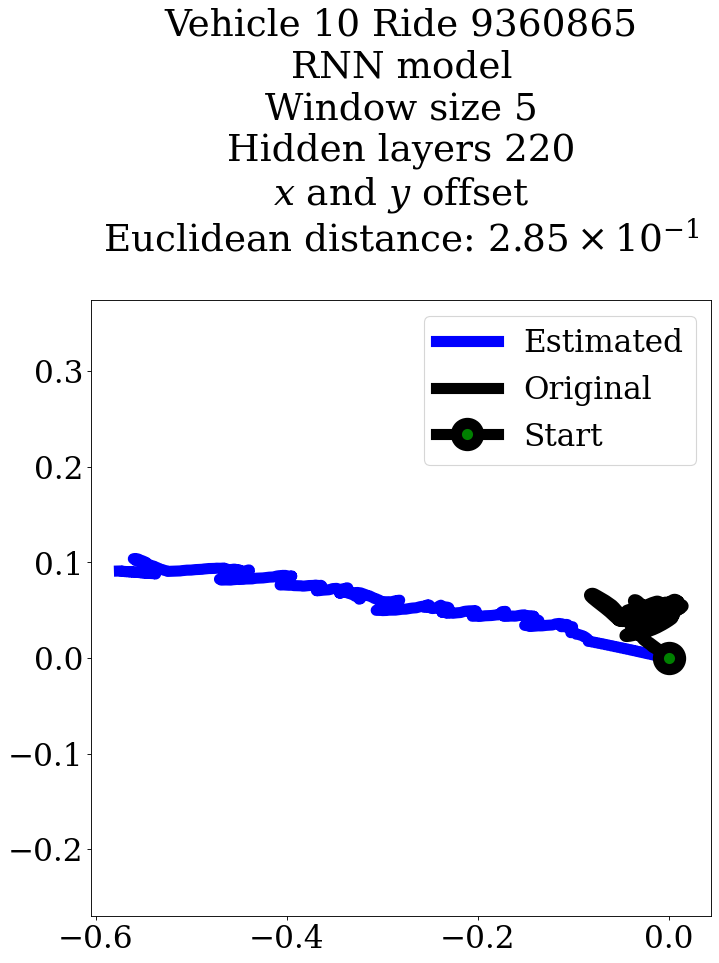 Vehicle 10 Ride 9360865
RNN model
Window size 5
Hidden layers 220
x and y offset
Euclidean distance: 2.85 × 10⁻¹
Estimated
Original
Start
0.3
0.2
0.1
0.0
−0.1
−0.2
−0.6 −0.4 −0.2 0.0